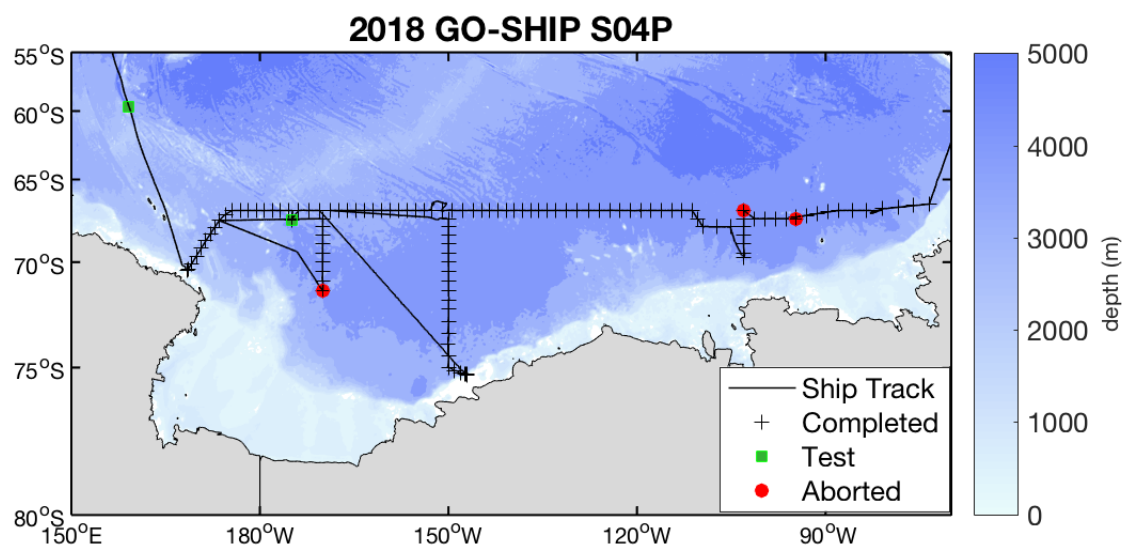 2018 GO-SHIP S04P
55°S
60°S
65°S
70°S
75°S
80°S
150°E
180°W
150°W
120°W
90°W
Ship Track
Completed
Test
Aborted
5000
4000
3000
2000
1000
0
depth (m)